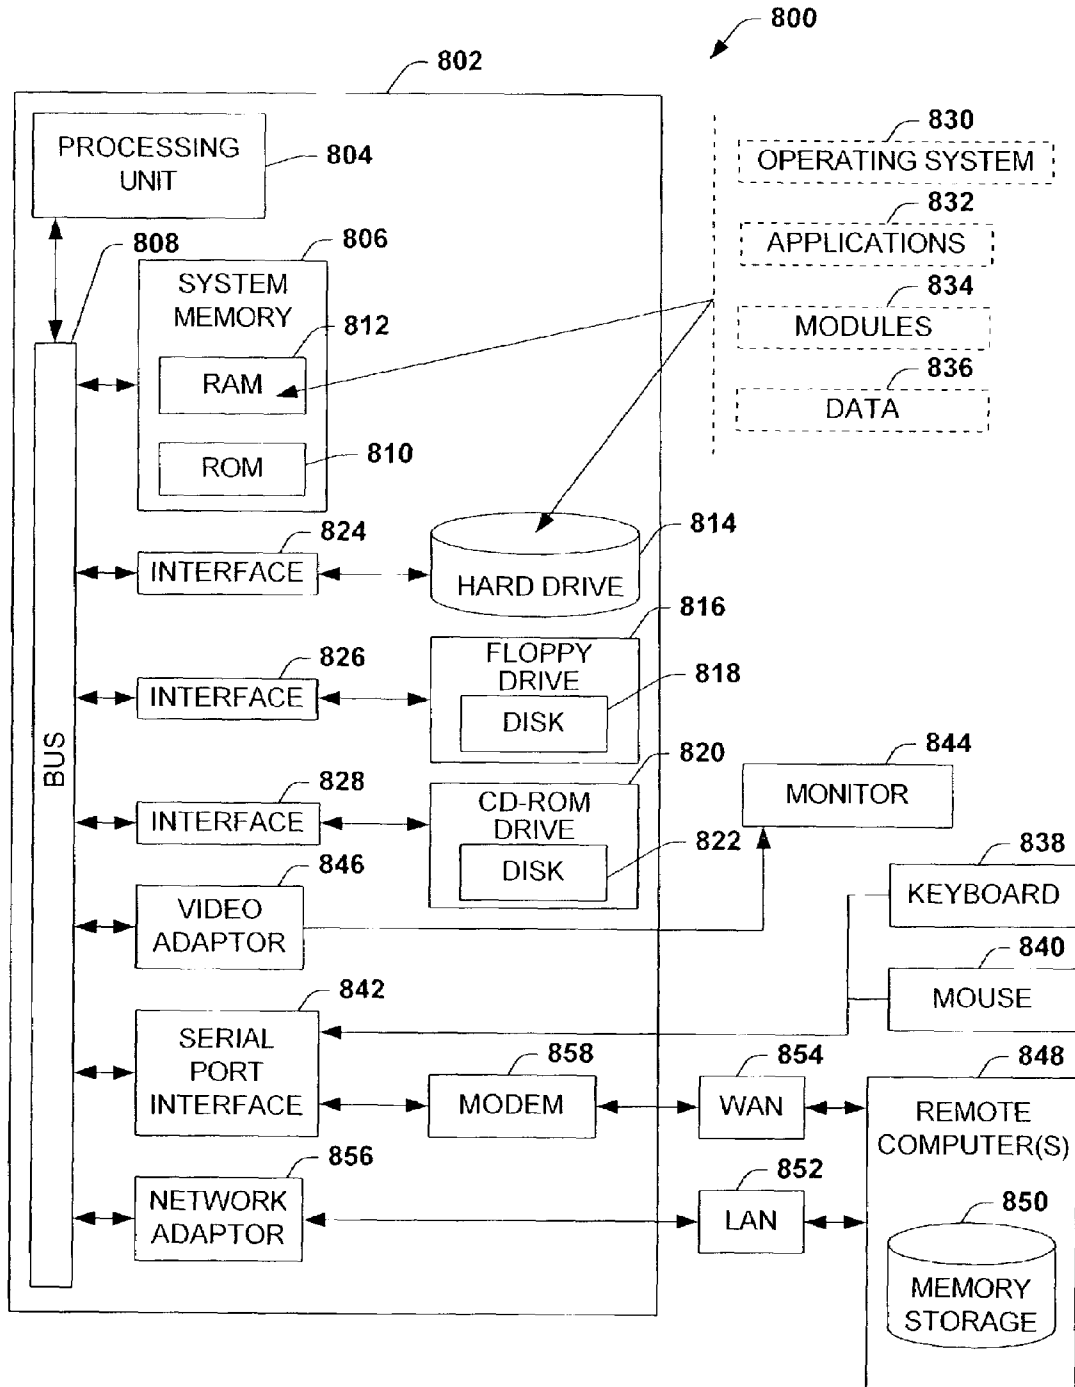 800
802
PROCESSING
UNIT
804
830
OPERATING SYSTEM
832
APPLICATIONS
834
MODULES
836
DATA
808
806
SYSTEM
MEMORY
812
RAM
ROM
810
BUS
824
INTERFACE
HARD DRIVE
814
826
INTERFACE
816
FLOPPY
DRIVE
818
DISK
828
INTERFACE
820
CD-ROM
DRIVE
822
DISK
844
MONITOR
846
VIDEO
ADAPTOR
838
KEYBOARD
840
MOUSE
842
SERIAL
PORT
INTERFACE
858
MODEM
854
WAN
848
REMOTE
COMPUTER(S)
856
NETWORK
ADAPTOR
852
LAN
850
MEMORY
STORAGE